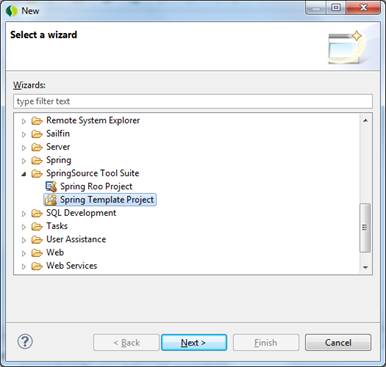 New
Select a wizard
Wizards:
type filter text
Remote System Explorer
Sailfin
Server
Spring
SpringSource Tool Suite
Spring Roo Project
Spring Template Project
SQL Development
Tasks
User Assistance
Web
Web Services
? < Back Next > Finish Cancel